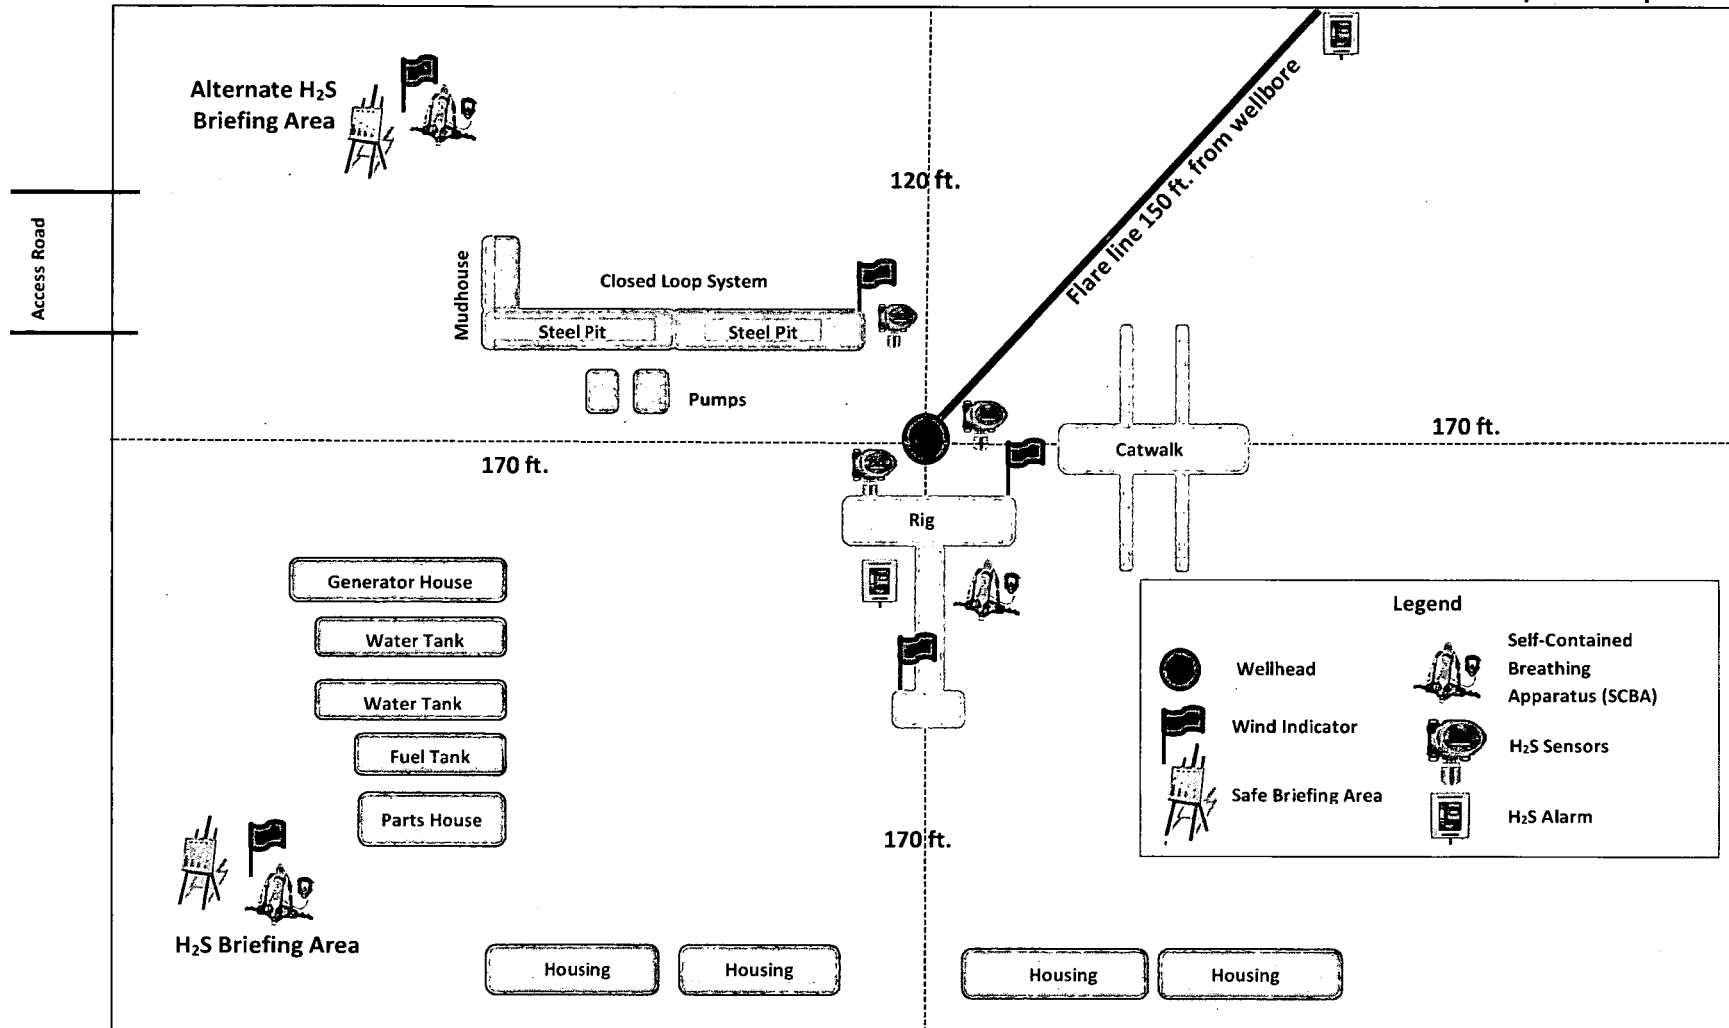 Alternate H₂S
Briefing Area
120 ft.
Flare line 150 ft. from wellbore
Access Road
Mudhouse
Closed Loop System
Steel Pit
Steel Pit
Pumps
170 ft.
170 ft.
Catwalk
Rig
Generator House
Water Tank
Water Tank
Fuel Tank
Parts House
170 ft.
H₂S Briefing Area
Housing
Housing
Housing
Housing
Legend
Wellhead
Wind Indicator
Safe Briefing Area
Self-Contained
Breathing
Apparatus (SCBA)
H₂S Sensors
H₂S Alarm